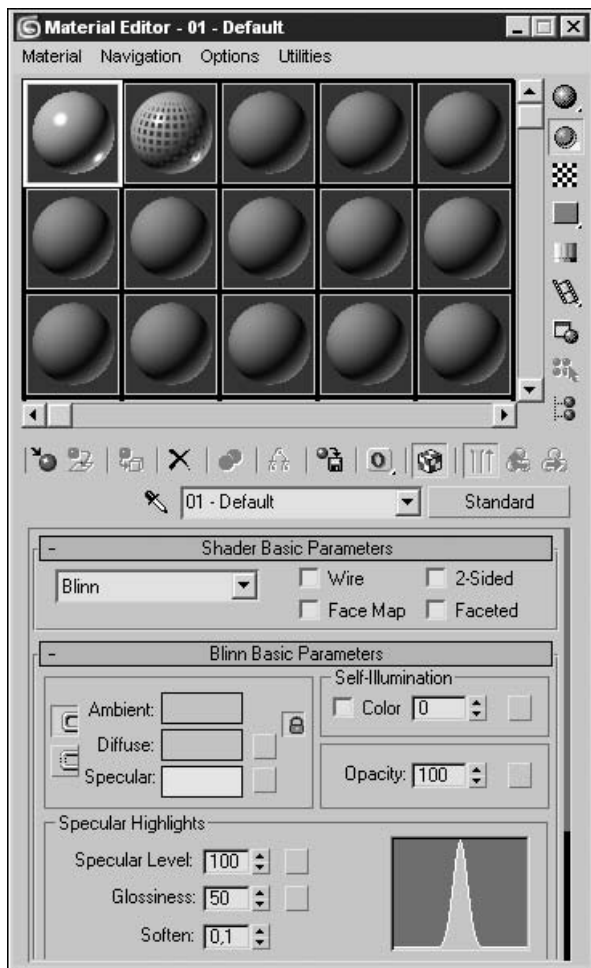 Material Editor - 01 - Default
Material Navigation Options Utilities
01 - Default Standard
Shader Basic Parameters
Blinn Wire 2-Sided
Face Map Faceted
Blinn Basic Parameters
Self-Illumination
Ambient: Color 0
Diffuse:
Specular: Opacity: 100
Specular Highlights
Specular Level: 100
Glossiness: 50
Soften: 0,1